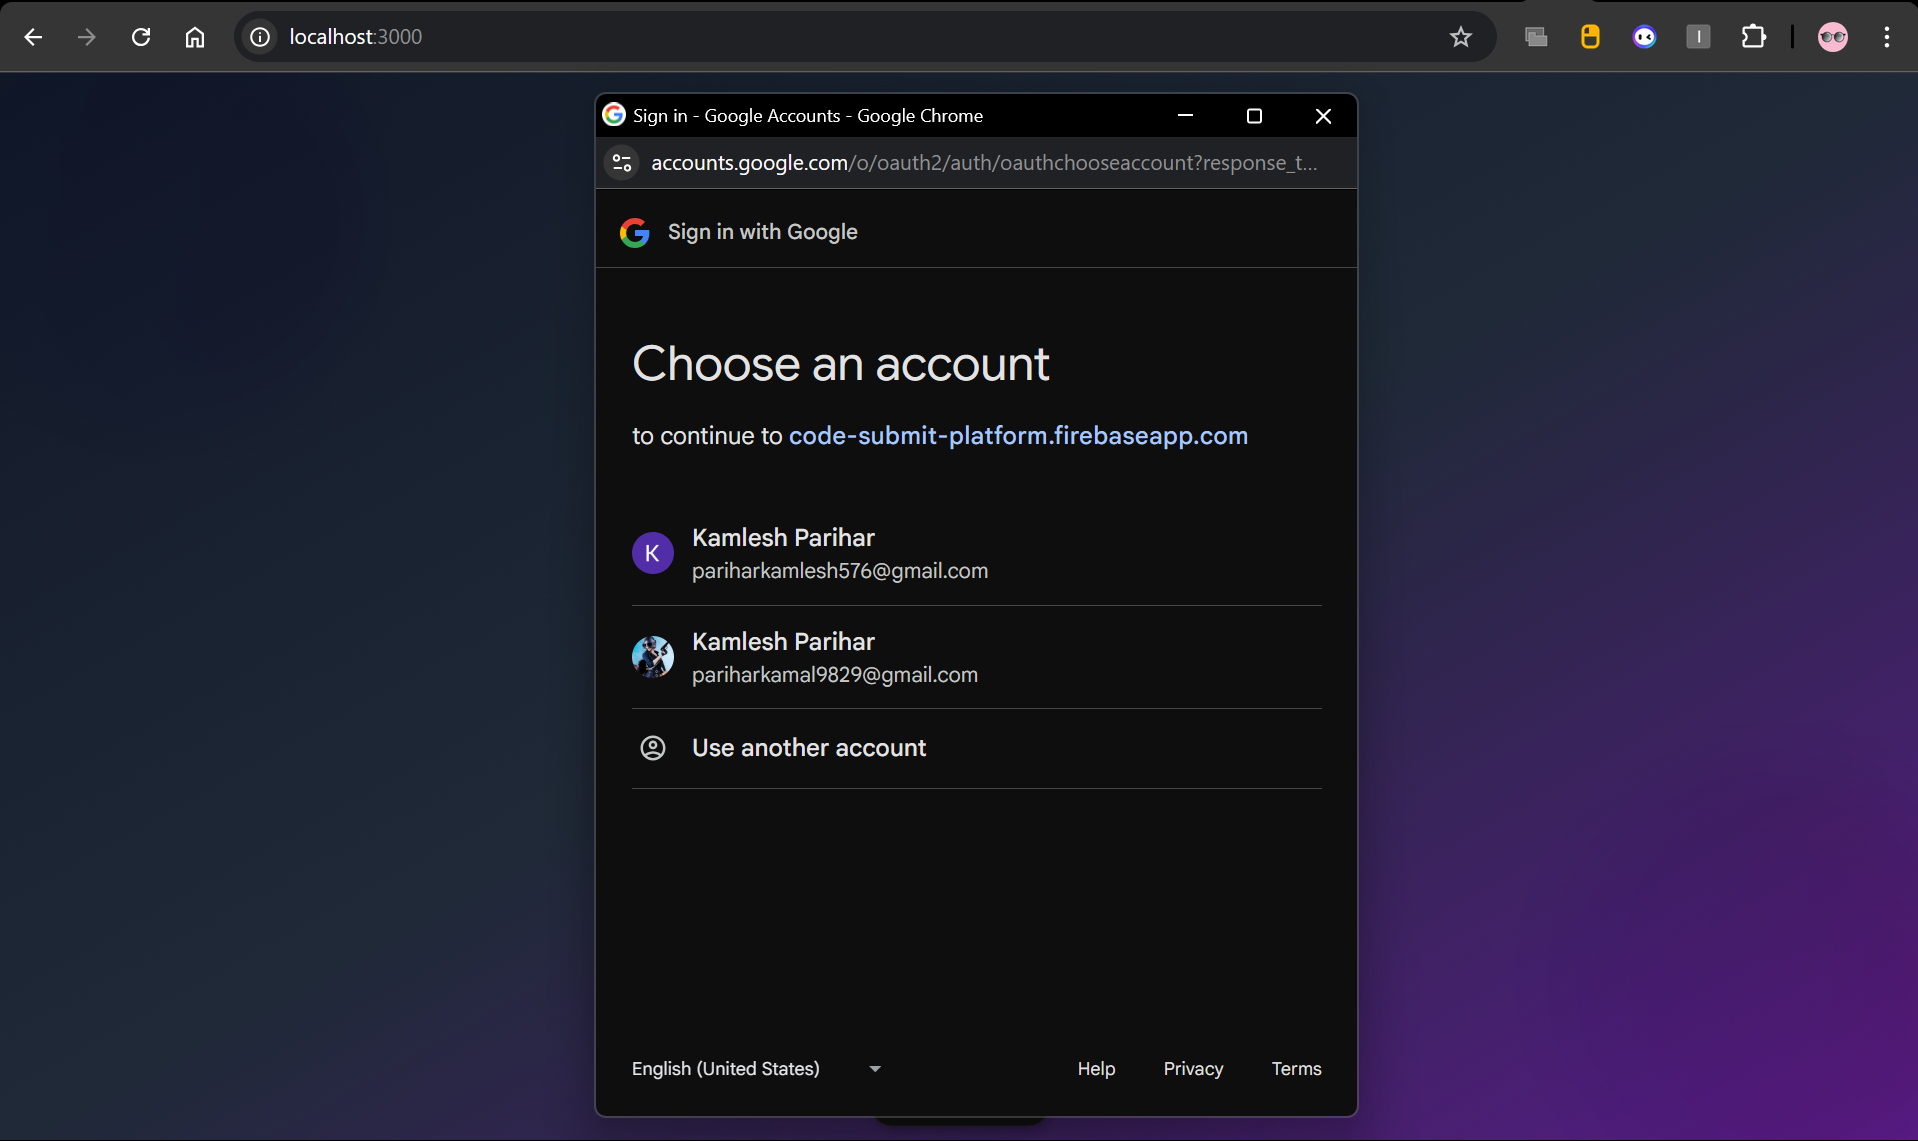 localhost:3000
Sign in - Google Accounts - Google Chrome
accounts.google.com/o/oauth2/auth/oauthchooseaccount?response_t...
Sign in with Google
Choose an account
to continue to code-submit-platform.firebaseapp.com
K
Kamlesh Parihar
pariharkamlesh576@gmail.com
Kamlesh Parihar
pariharkamal9829@gmail.com
Use another account
English (United States)
Help Privacy Terms